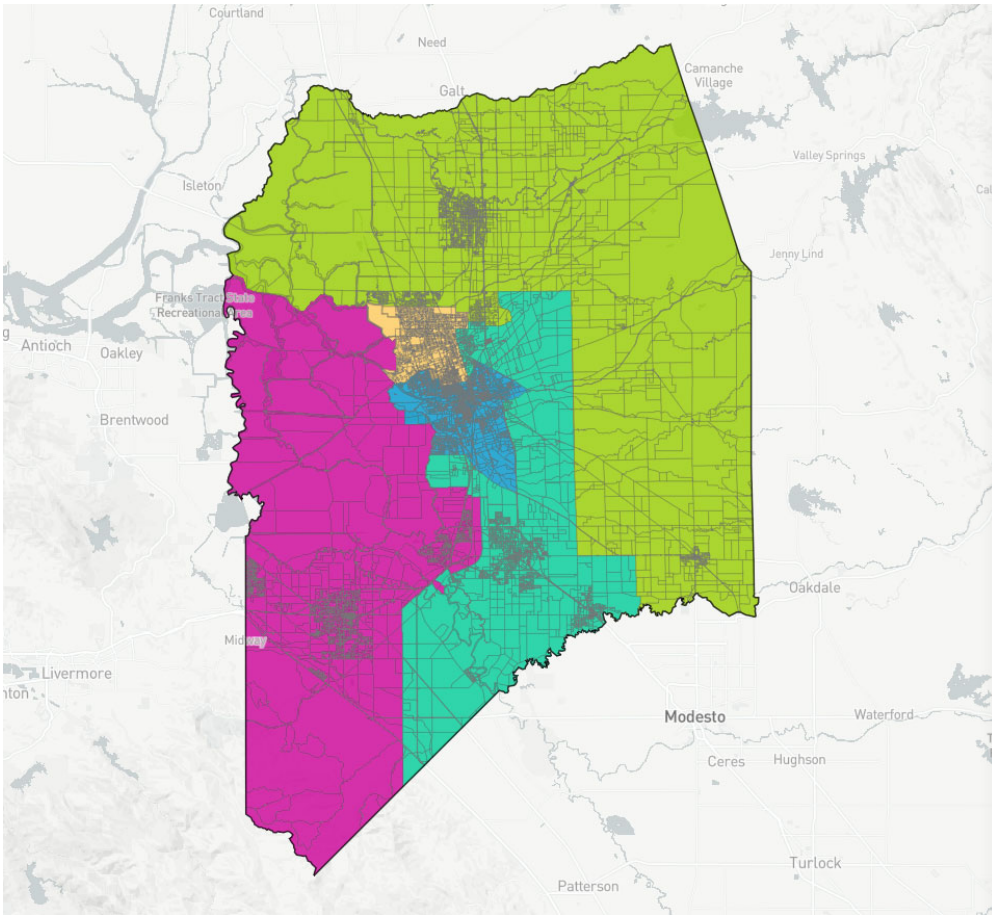 Courtland
Need
Galt
Camanche
Village
Valley Springs
Isleton
Jenny Lind
Franks Tract State
Recreational Area
Antioch
Oakley
Brentwood
Oakdale
Midway
Livermore
Modesto
Waterford
Ceres
Hughson
Turlock
Patterson